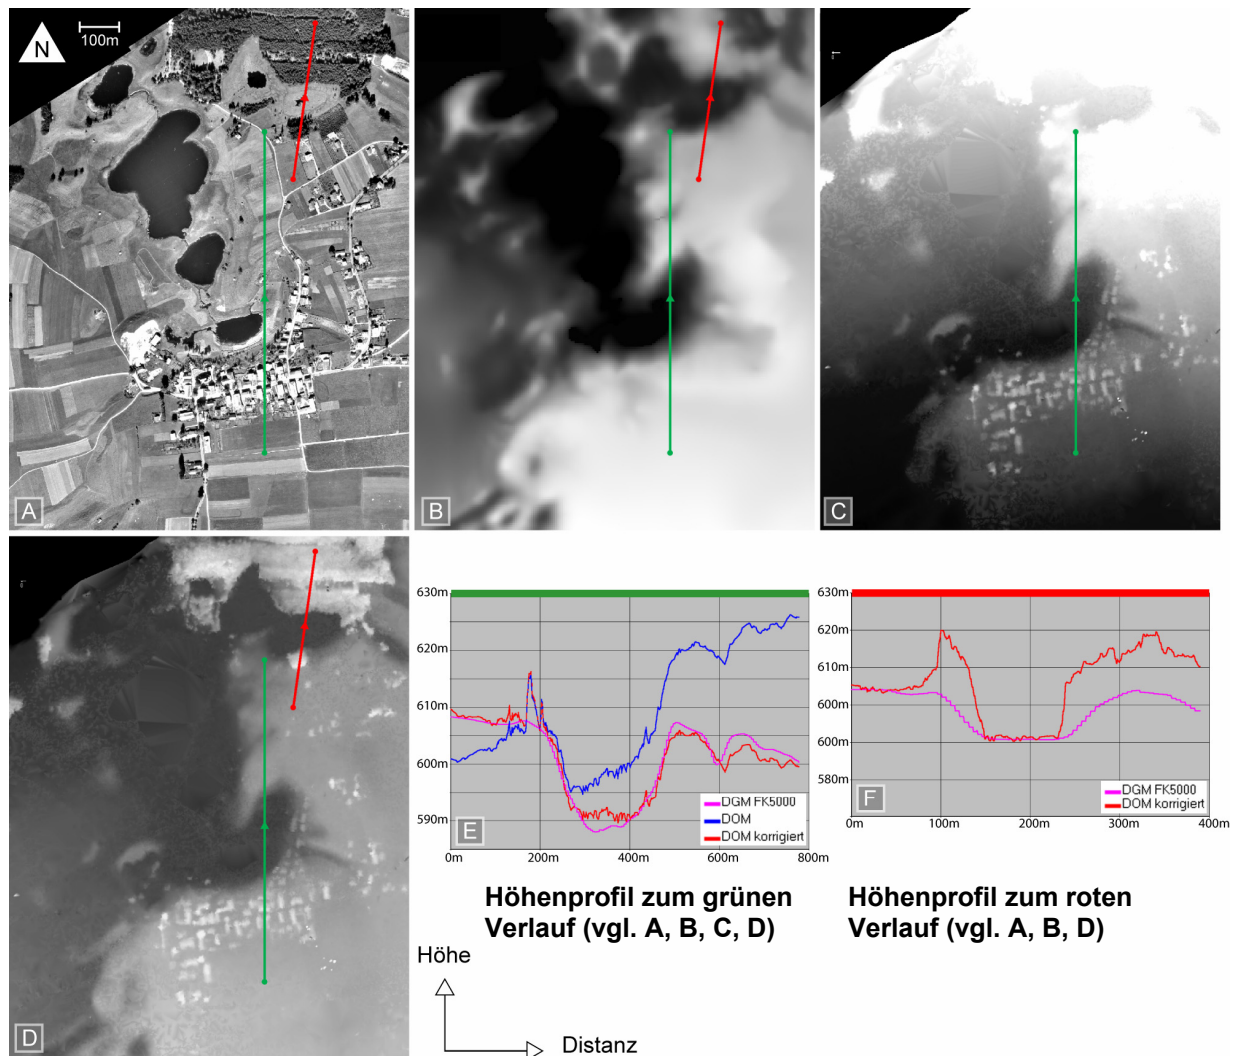 N
100m
A
B
C
D
630m
620m
610m
600m
590m
0m
200m
400m
600m
800m
DGM FK5000
DOM
DOM korrigiert
E
630m
620m
610m
600m
580m
0m
100m
200m
300m
400m
DGM FK5000
DOM korrigiert
F
Höhenprofil zum grünen
Verlauf (vgl. A, B, C, D)
Höhenprofil zum roten
Verlauf (vgl. A, B, D)
Höhe
Distanz